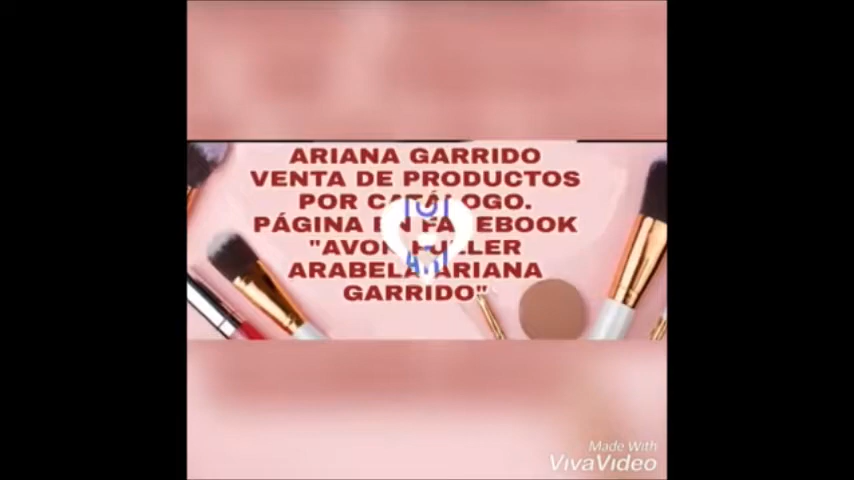 ARIANA GARRIDO
VENTA DE PRODUCTOS
POR CATÁLOGO.
PÁGINA EN FACEBOOK
"AVON FULLER
ARABELA ARIANA
GARRIDO"
Made With
VivaVideo